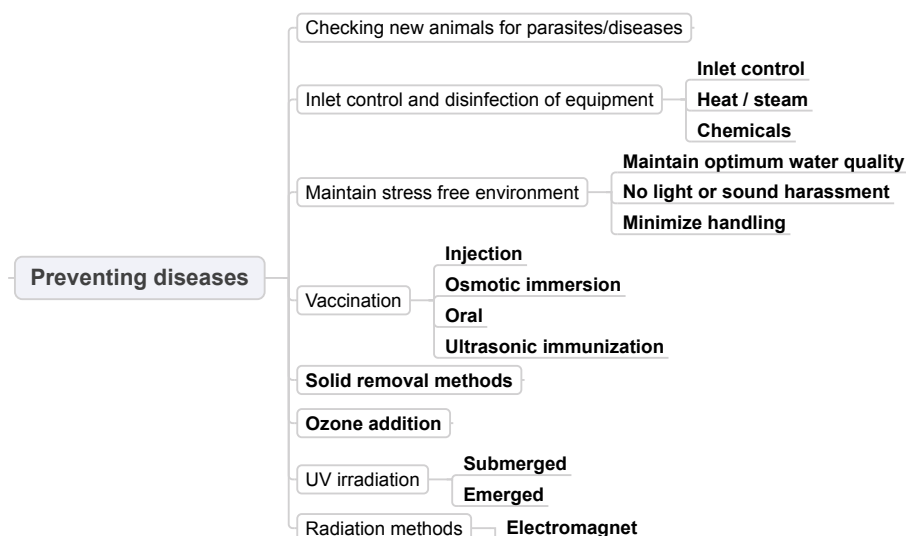 Checking new animals for parasites/diseases
Inlet control and disinfection of equipment
Inlet control
Heat / steam
Chemicals
Maintain stress free environment
Maintain optimum water quality
No light or sound harassment
Minimize handling
Preventing diseases
Vaccination
Injection
Osmotic immersion
Oral
Ultrasonic immunization
Solid removal methods
Ozone addition
UV irradiation
Submerged
Emerged
Radiation methods
Electromagnet